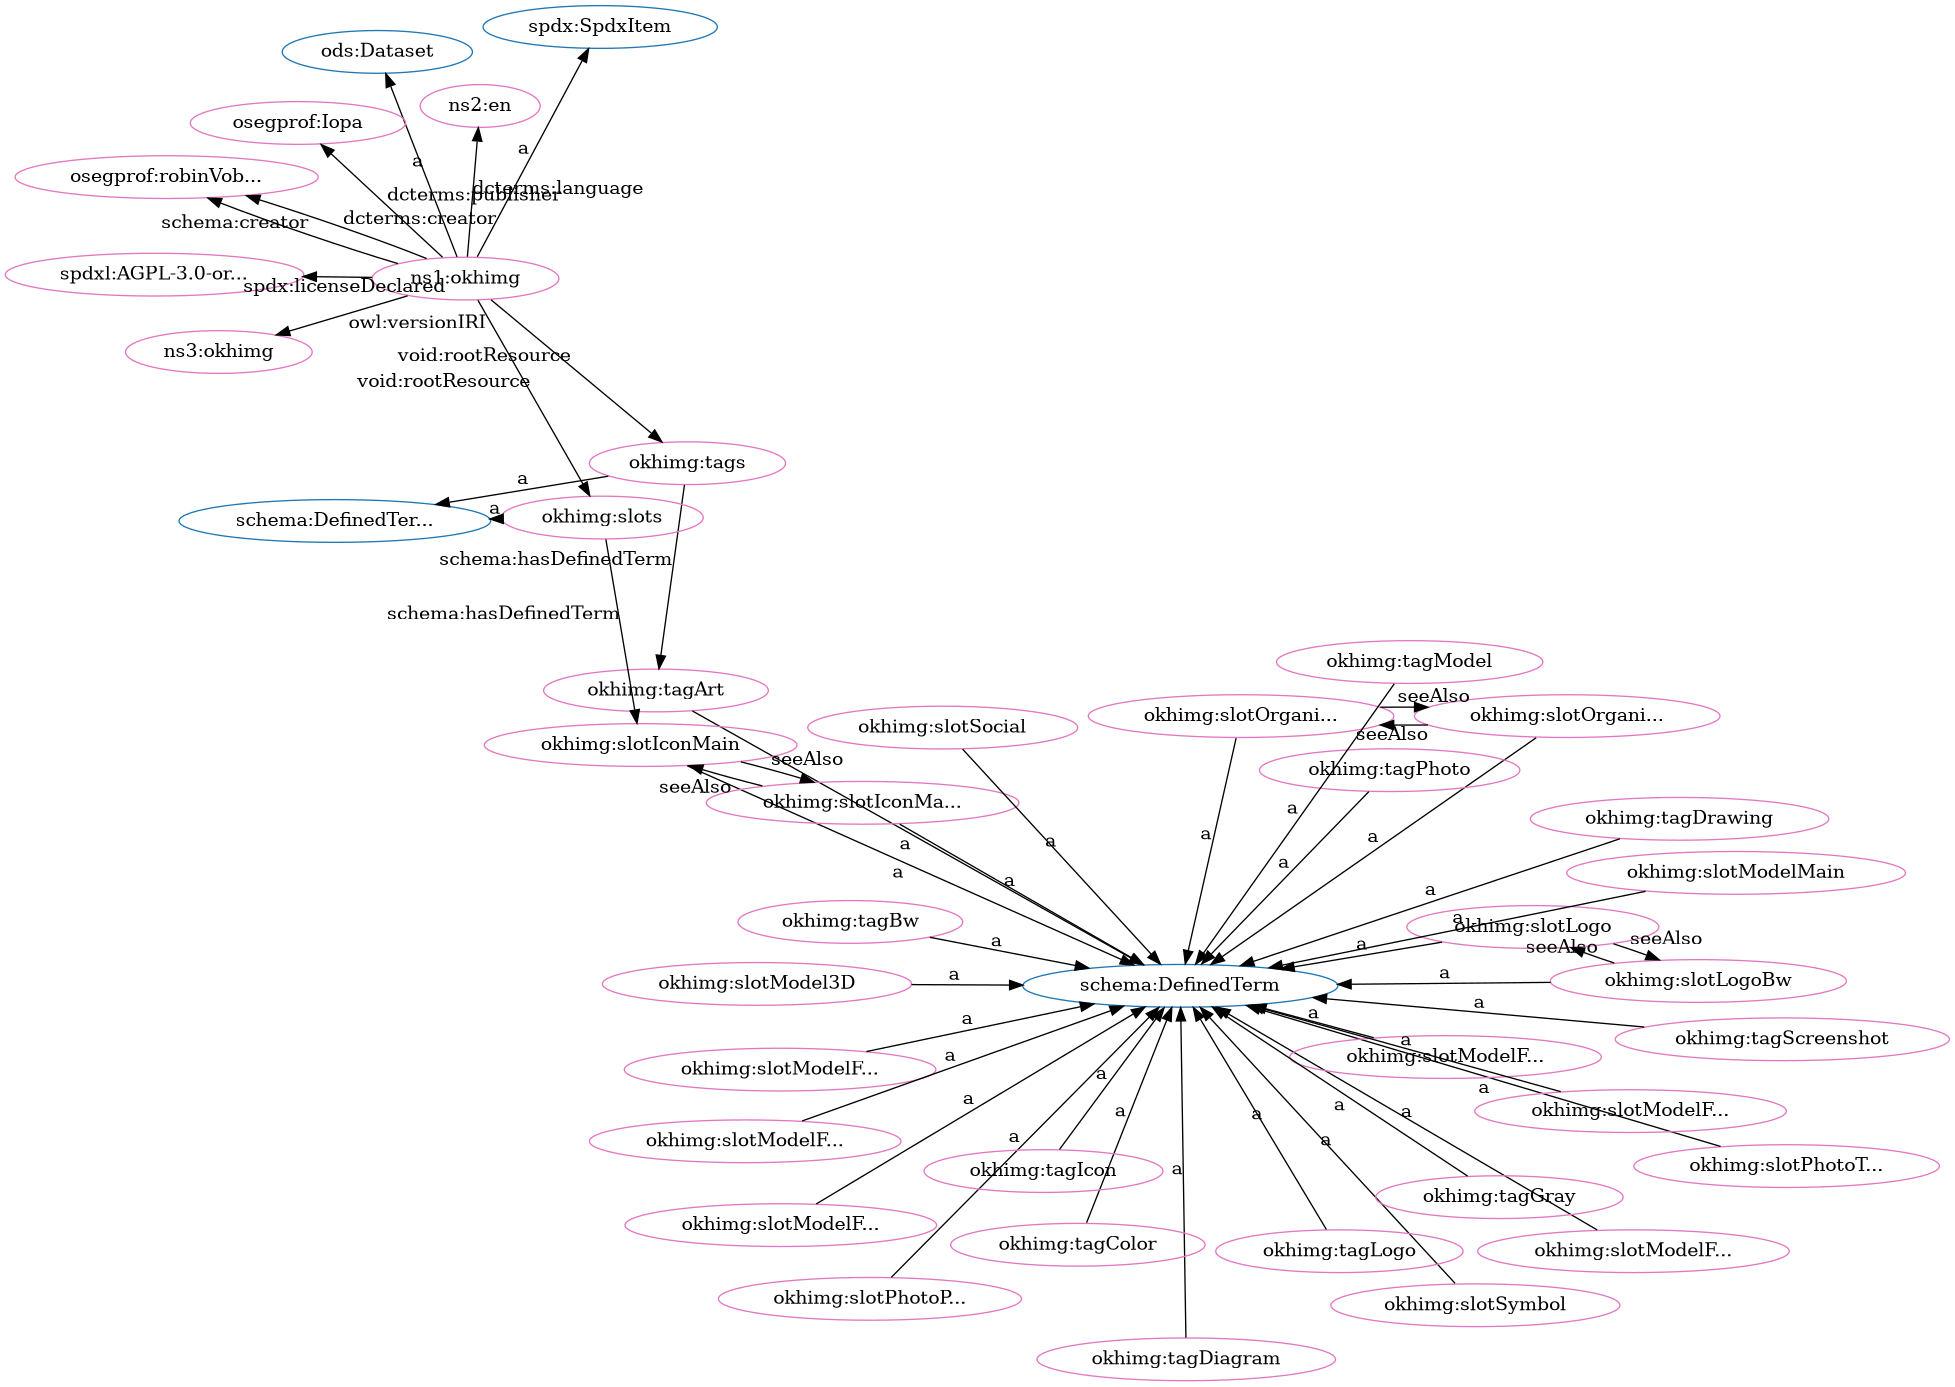 spdx:SpdxItem
ods:Dataset
ns2:en
osegprof:Iopa
a
a
osegprof:robinVob...
dcterms:publisher
dcterms:language
schema:creator
dcterms:creator
spdxl:AGPL-3.0-or...
ns1:okhimg
spdx:licenseDeclared
owl:versionIRI
ns3:okhimg
void:rootResource
void:rootResource
okhimg:tags
a
schema:DefinedTer...
a
okhimg:slots
schema:hasDefinedTerm
schema:hasDefinedTerm
okhimg:tagModel
okhimg:tagArt
seeAlso
okhimg:slotOrgani...
okhimg:slotOrgani...
okhimg:slotSocial
seeAlso
okhimg:slotIconMain
seeAlso
okhimg:tagPhoto
seeAlso
okhimg:slotIconMa...
a
okhimg:tagDrawing
a
a
a
a
a
a
okhimg:slotModelMain
a
a
a
okhimg:tagBw
a
okhimg:slotLogo
a
a
seeAlso
seeAlso
okhimg:slotModel3D
a
schema:DefinedTerm
a
okhimg:slotLogoBw
a
a
a
a
okhimg:tagScreenshot
a
okhimg:slotModelF...
okhimg:slotModelF...
a
a
a
a
a
a
a
okhimg:slotModelF...
a
a
a
okhimg:slotModelF...
okhimg:slotPhotoT...
okhimg:tagIcon
a
okhimg:tagGray
okhimg:slotModelF...
okhimg:tagColor
okhimg:tagLogo
okhimg:slotModelF...
okhimg:slotPhotoP...
okhimg:slotSymbol
okhimg:tagDiagram